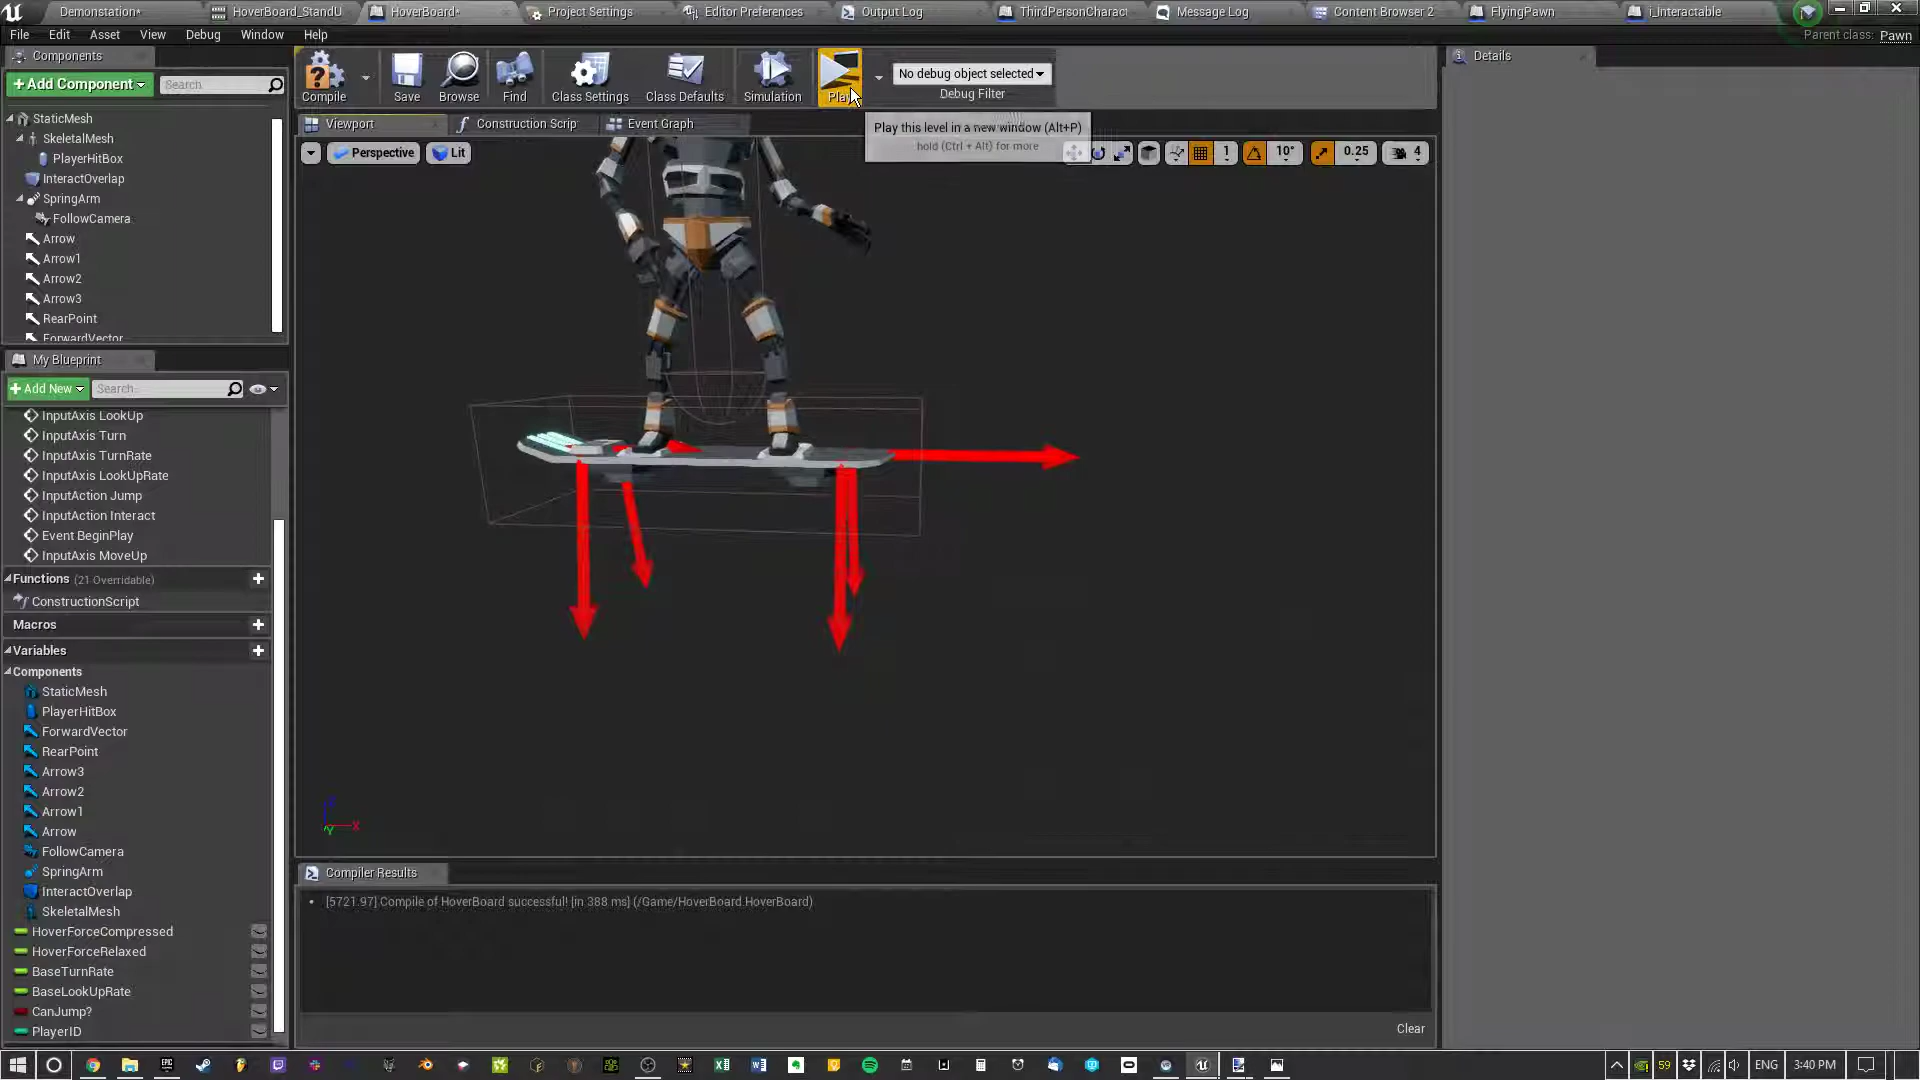 Demonstation*
HoverBoard_StandU
HoverBoard*
Project Settings
Editor Preferences
Output Log
ThirdPersonCharact
Message Log
Content Browser 2
FlyingPawn
i_Interactable
File Edit Asset View Debug Window Help
Parent class: Pawn
Components
+Add Component
Search
StaticMesh
SkeletalMesh
PlayerHitBox
InteractOverlap
SpringArm
FollowCamera
Arrow
Arrow1
Arrow2
Arrow3
RearPoint
ForwardVector
Compile
Save
Browse
Find
Class Settings
Class Defaults
Simulation
Play
No debug object selected
Debug Filter
Play this level in a new window (Alt+P)
hold (Ctrl + Alt) for more
Viewport
Construction Scrip
Event Graph
Perspective
Lit
1
10°
0.25
4
Details
My Blueprint
+Add New
Search
InputAxis LookUp
InputAxis Turn
InputAxis TurnRate
InputAxis LookUpRate
InputAction Jump
InputAction Interact
Event BeginPlay
InputAxis MoveUp
Functions (21 Overridable)
ConstructionScript
Macros
Variables
Components
StaticMesh
PlayerHitBox
ForwardVector
RearPoint
Arrow3
Arrow2
Arrow1
Arrow
FollowCamera
SpringArm
InteractOverlap
SkeletalMesh
HoverForceCompressed
HoverForceRelaxed
BaseTurnRate
BaseLookUpRate
CanJump?
PlayerID
X
Y
Compiler Results
[5721.97] Compile of HoverBoard successful! [in 388 ms] (/Game/HoverBoard.HoverBoard)
Clear
59
ENG
3:40 PM